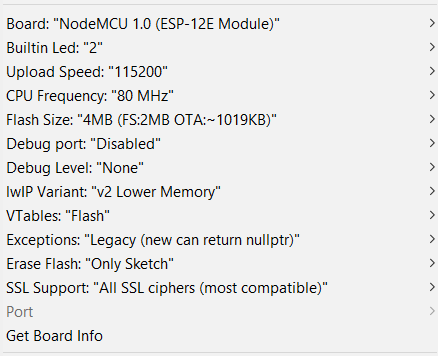 Board: "NodeMCU 1.0 (ESP-12E Module)"
Builtin Led: "2"
Upload Speed: "115200"
CPU Frequency: "80 MHz"
Flash Size: "4MB (FS:2MB OTA:~1019KB)"
Debug port: "Disabled"
Debug Level: "None"
lwIP Variant: "v2 Lower Memory"
VTables: "Flash"
Exceptions: "Legacy (new can return nullptr)"
Erase Flash: "Only Sketch"
SSL Support: "All SSL ciphers (most compatible)"
Port
Get Board Info